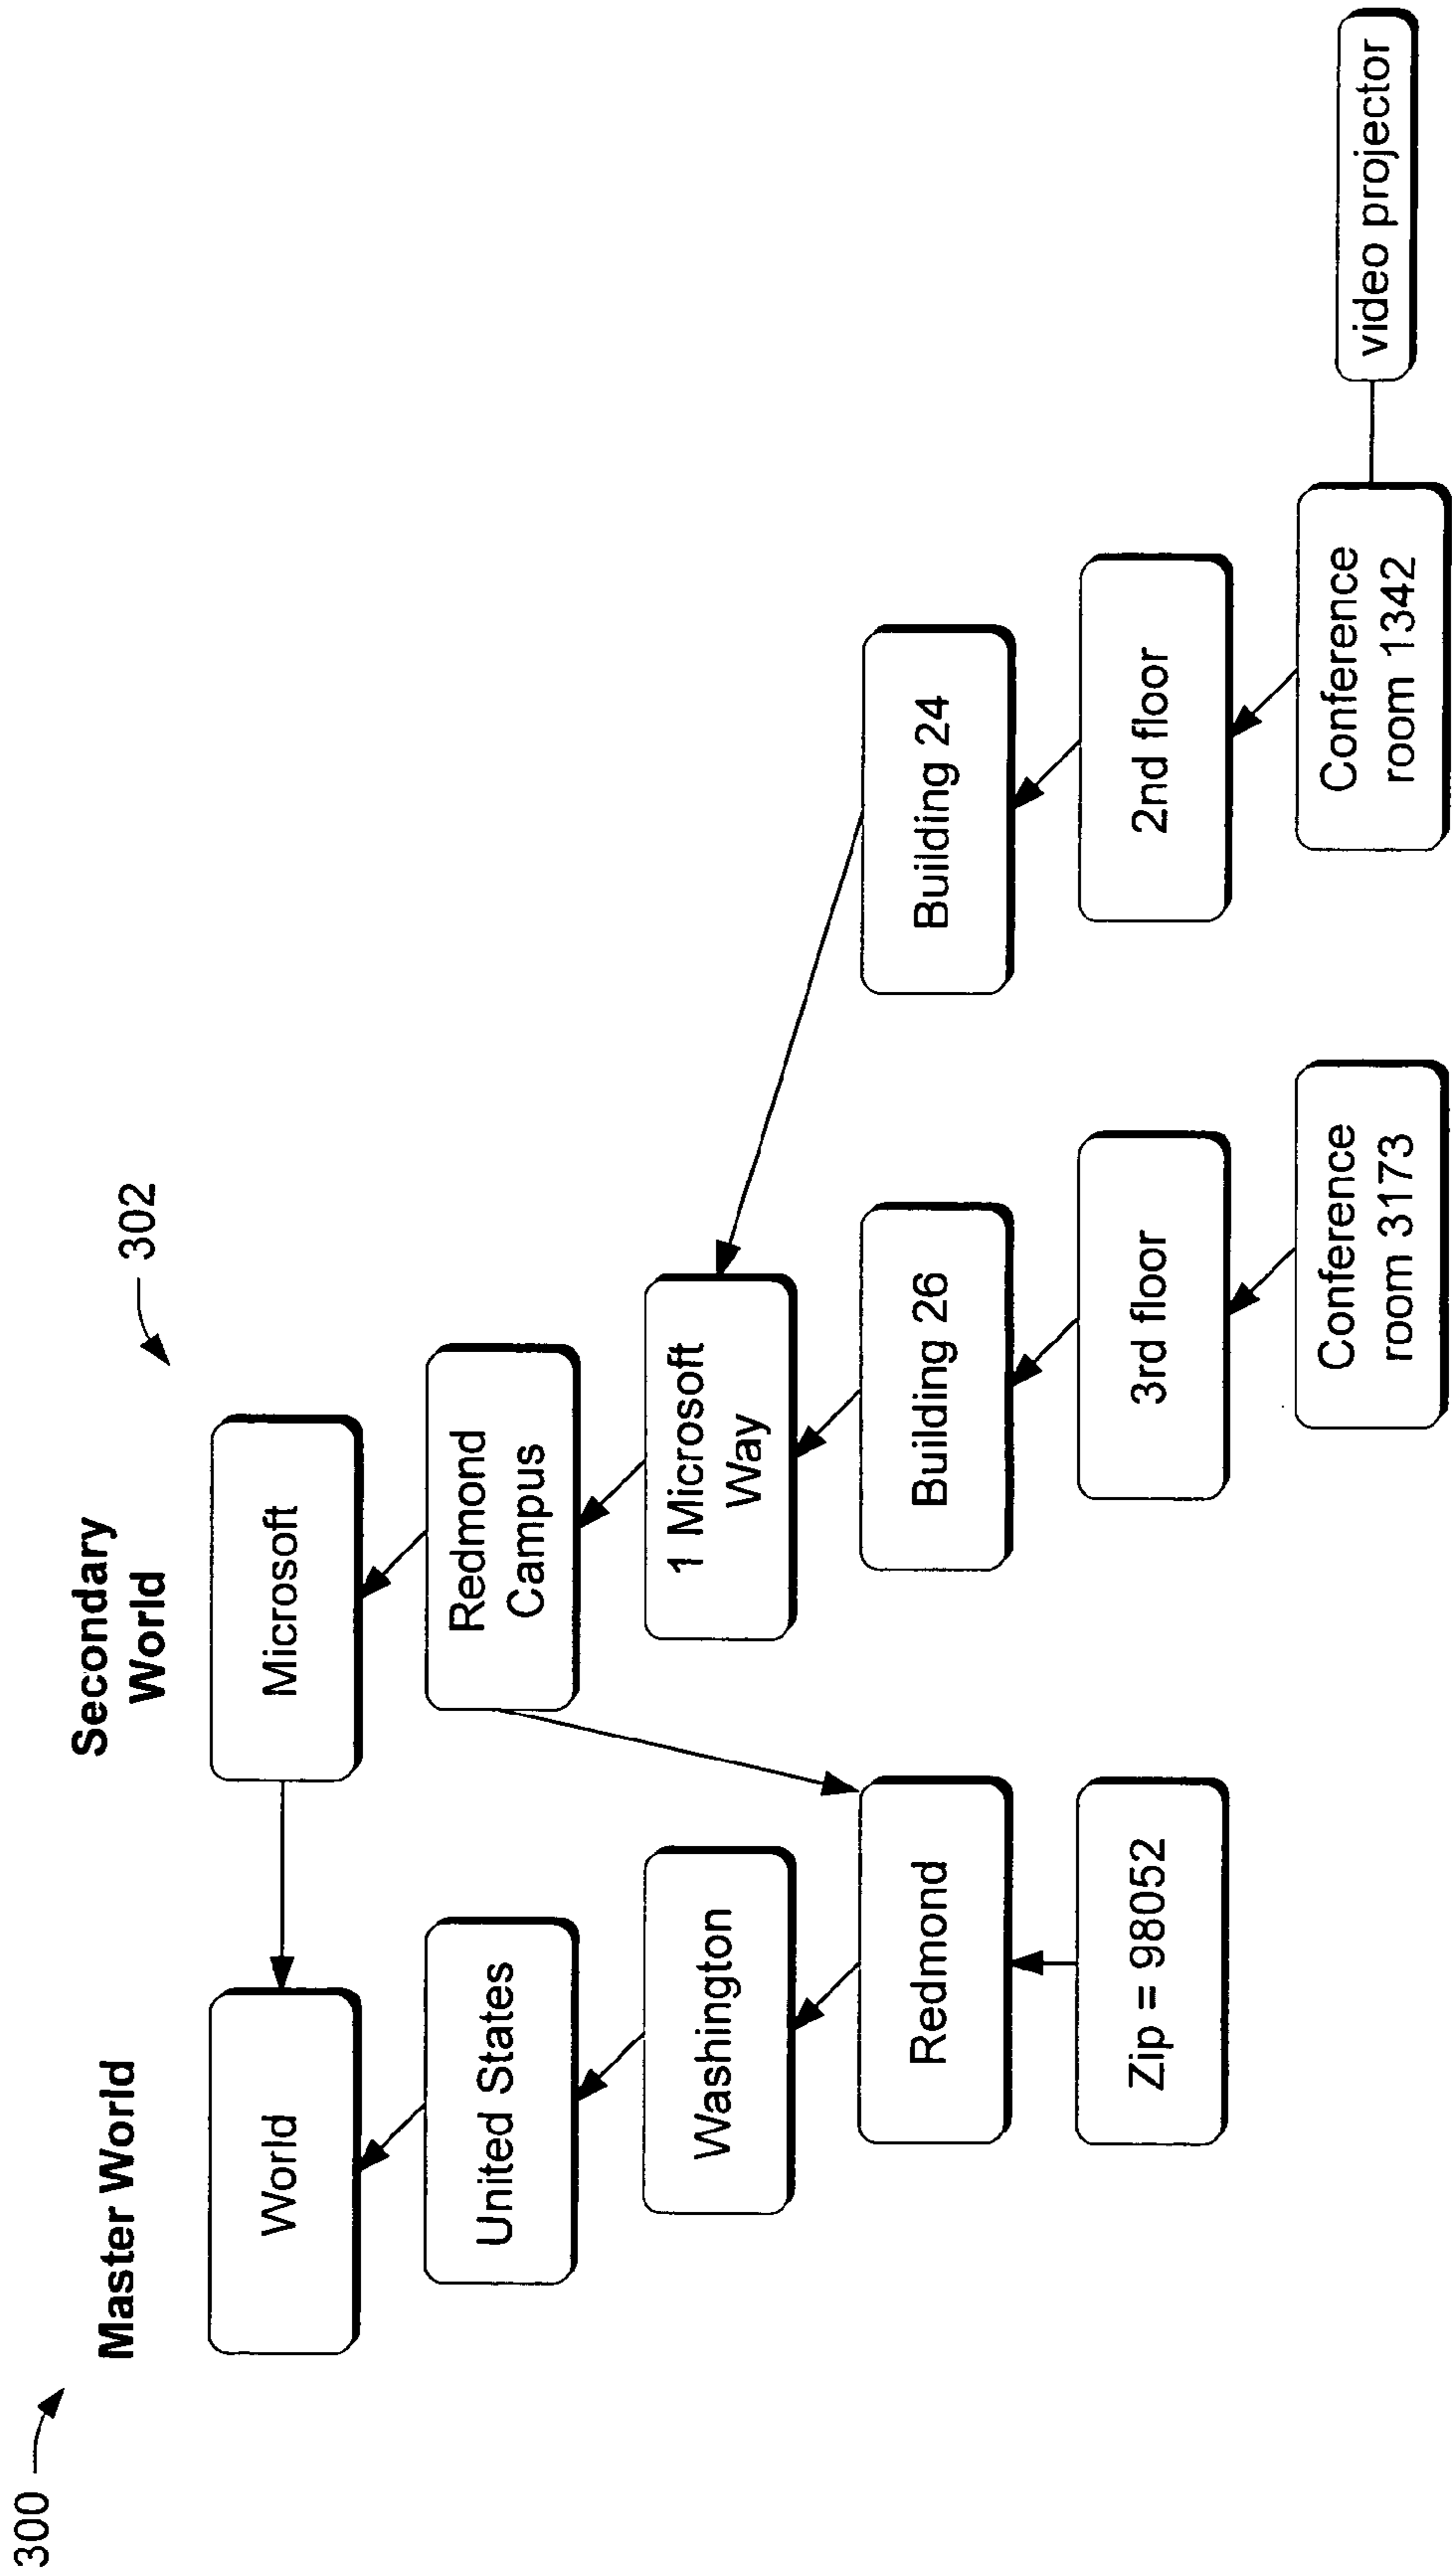 300
Master World
Secondary
World
302
World
Microsoft
United States
Redmond
Campus
Washington
1 Microsoft
Way
Redmond
Building 26
Building 24
Zip = 98052
3rd floor
2nd floor
Conference
room 3173
Conference
room 1342
video projector